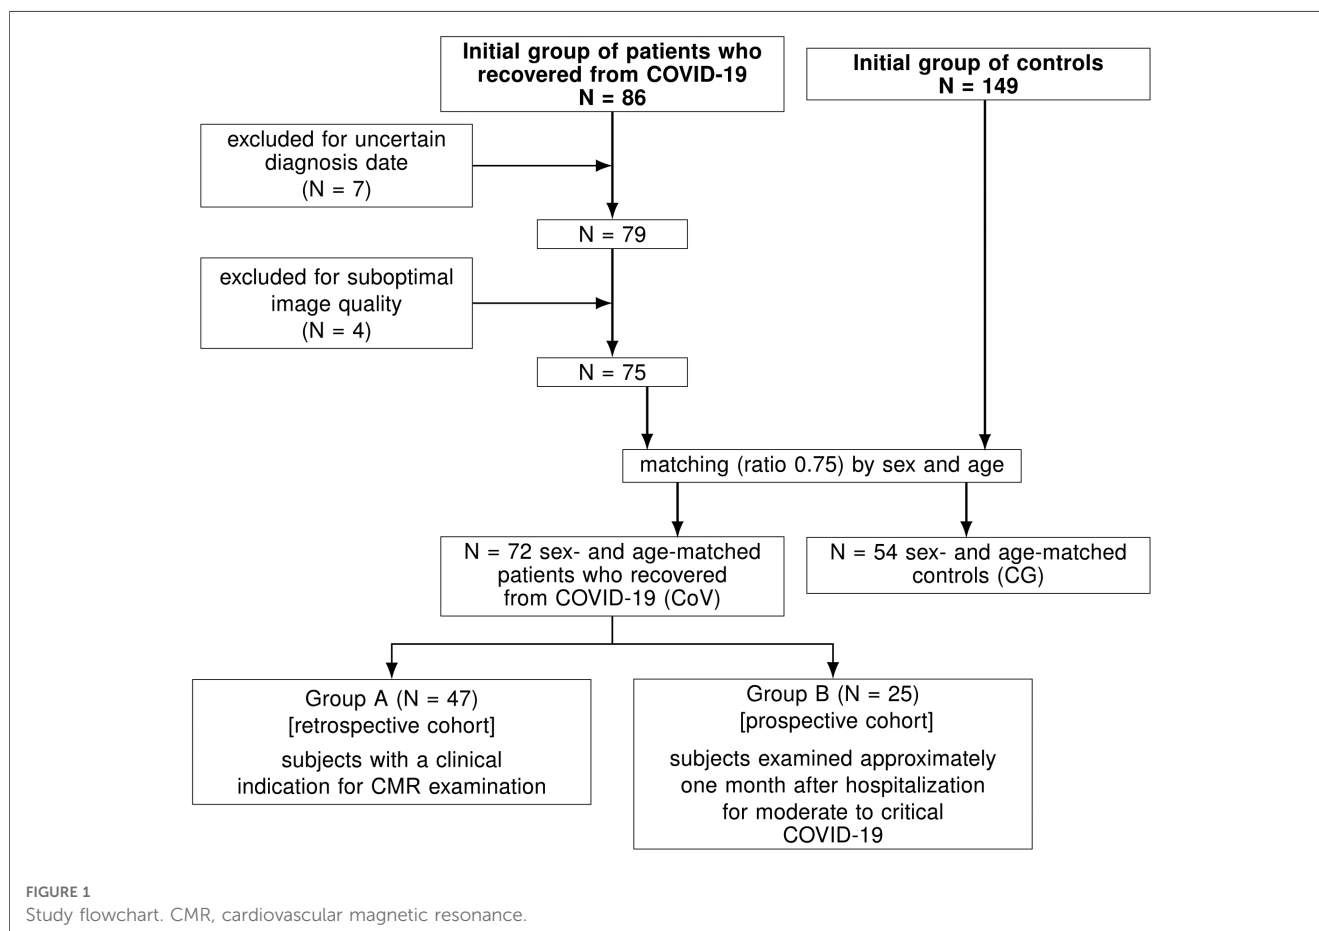 Initial group of patients who
recovered from COVID-19
N = 86
Initial group of controls
N = 149
excluded for uncertain
diagnosis date
(N = 7)
N = 79
excluded for suboptimal
image quality
(N = 4)
N = 75
matching (ratio 0.75) by sex and age
N = 72 sex- and age-matched
patients who recovered
from COVID-19 (CoV)
N = 54 sex- and age-matched
controls (CG)
Group A (N = 47)
[retrospective cohort]
subjects with a clinical
indication for CMR examination
Group B (N = 25)
[prospective cohort]
subjects examined approximately
one month after hospitalization
for moderate to critical
COVID-19
FIGURE 1
Study flowchart. CMR, cardiovascular magnetic resonance.